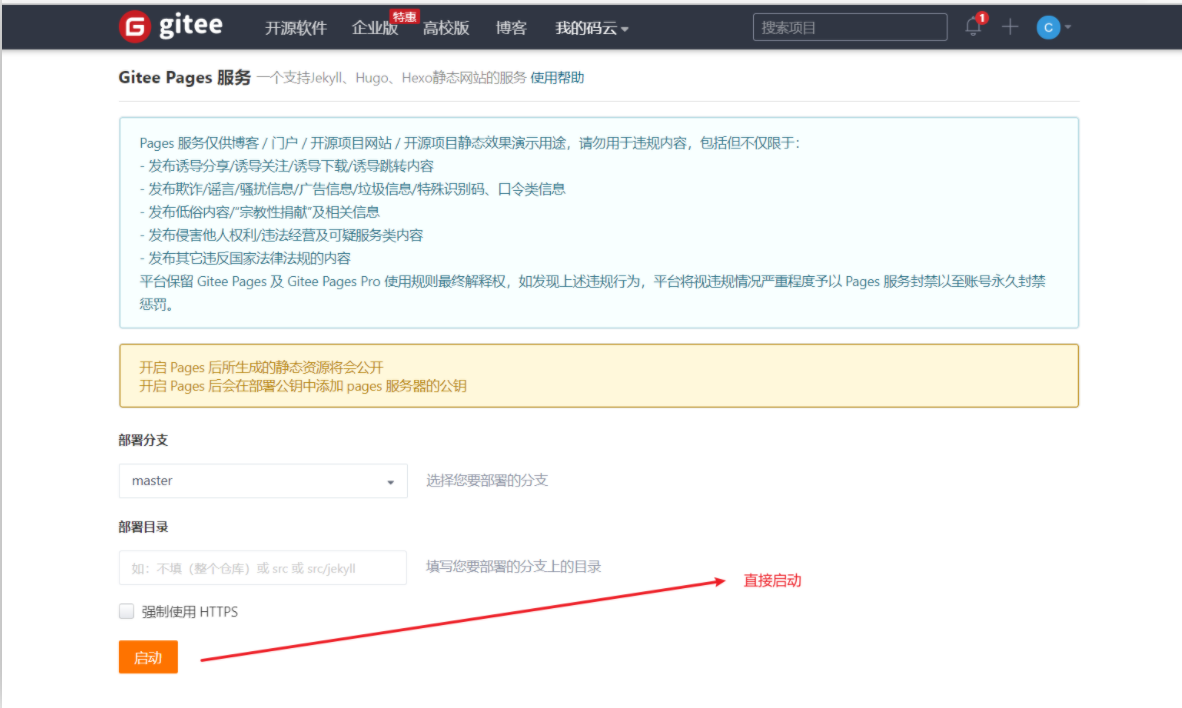 gitee 开源软件 企业版 特惠 高校版 博客 我的码云 搜索项目 1 C
Gitee Pages 服务 一个支持Jekyll、Hugo、Hexo静态网站的服务 使用帮助
Pages 服务仅供博客 / 门户 / 开源项目网站 / 开源项目静态效果演示用途，请勿用于违规内容，包括但不仅限于：
- 发布诱导分享/诱导关注/诱导下载/诱导跳转内容
- 发布欺诈/谣言/骚扰信息/广告信息/垃圾信息/特殊识别码、口令类信息
- 发布低俗内容/“宗教性捐献”及相关信息
- 发布侵害他人权利/违法经营及可疑服务类内容
- 发布其它违反国家法律法规的内容
平台保留 Gitee Pages 及 Gitee Pages Pro 使用规则最终解释权，如发现上述违规行为，平台将视违规情况严重程度予以 Pages 服务封禁以至账号永久封禁
惩罚。
开启 Pages 后所生成的静态资源将会公开
开启 Pages 后会在部署公钥中添加 pages 服务器的公钥
部署分支
master 选择您要部署的分支
部署目录
如：不填（整个仓库）或 src 或 src/jekyll 填写您要部署的分支上的目录
直接启动
强制使用 HTTPS
启动